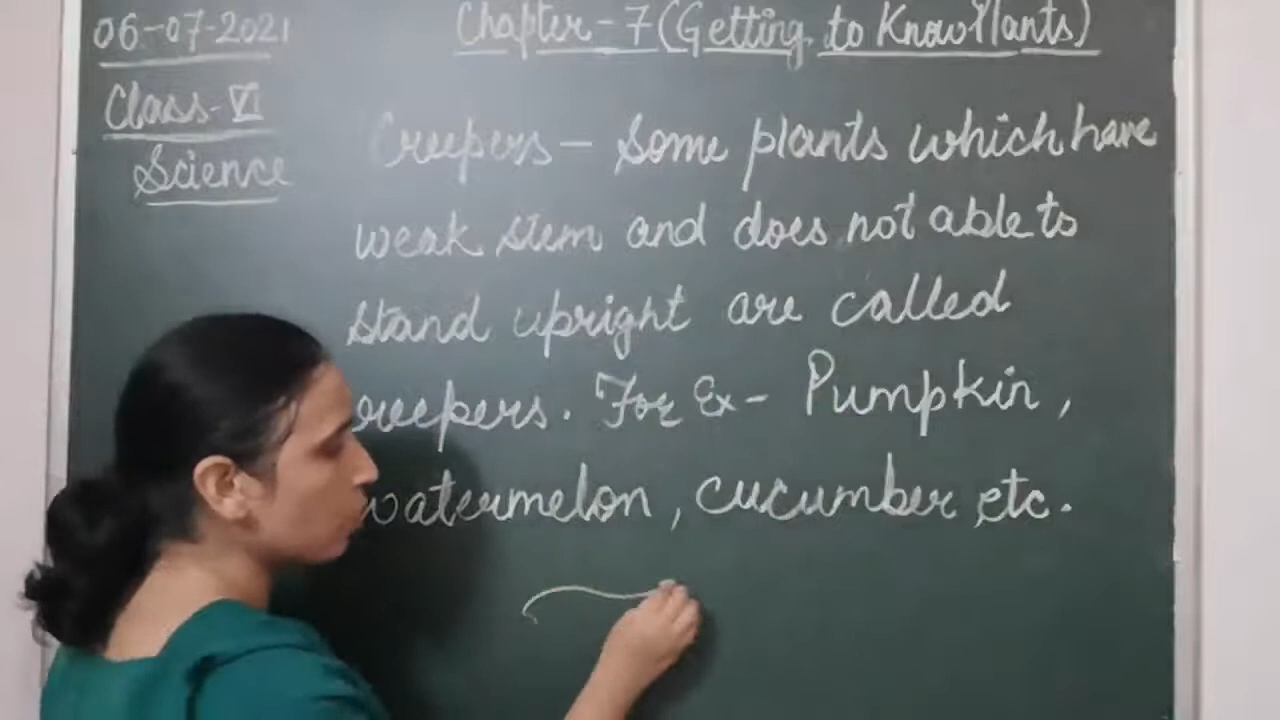 06-07-2021
Chapter-7(Getting to Know Plants)
Class-VI
Science
Creepers- Some plants which have
weak stem and does not able to
stand upright are called
creepers. For Ex- Pumpkin,
watermelon, cucumber etc.